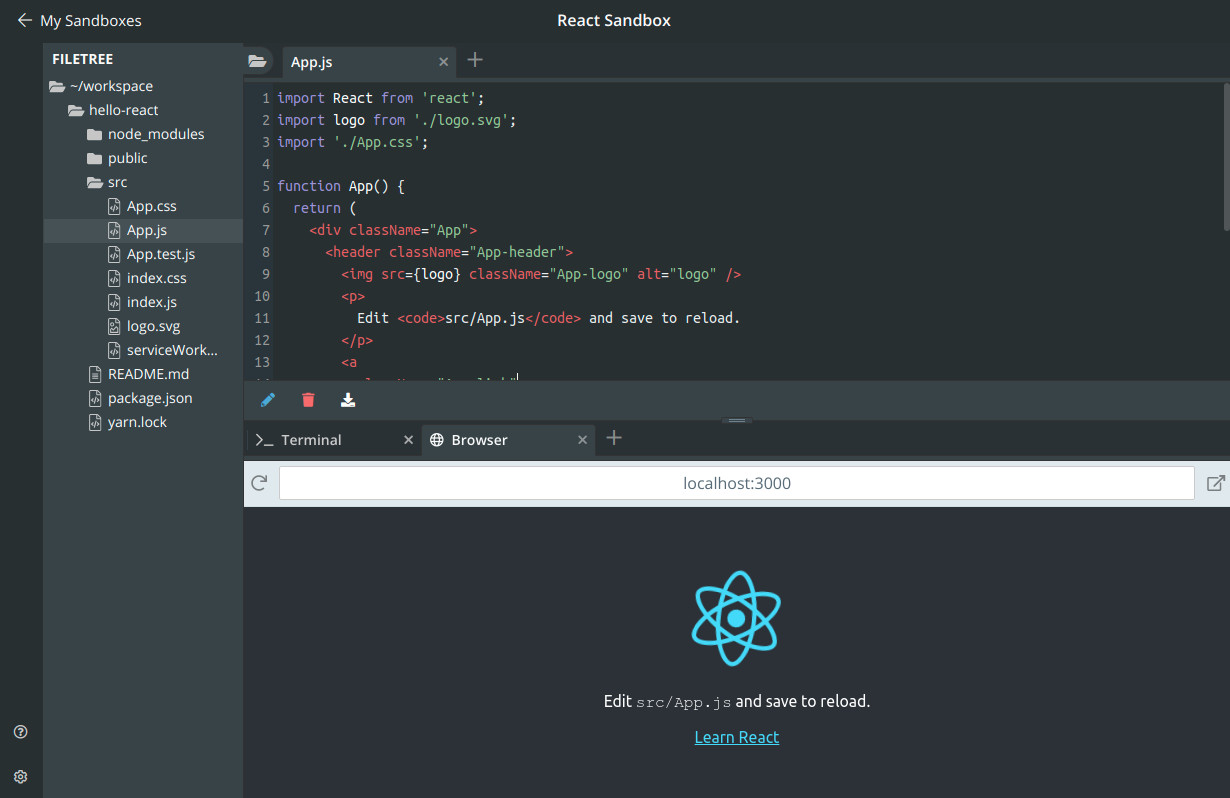 My Sandboxes
React Sandbox
FILETREE
~/workspace
hello-react
node_modules
public
src
App.css
App.js
App.test.js
index.css
index.js
logo.svg
serviceWork...
README.md
package.json
yarn.lock
App.js
1 import React from 'react';
2 import logo from './logo.svg';
3 import './App.css';
4
5 function App() {
6   return (
7     <div className="App">
8       <header className="App-header">
9         <img src={logo} className="App-logo" alt="logo" />
10         <p>
11           Edit <code>src/App.js</code> and save to reload.
12         </p>
13         <a
Terminal
Browser
localhost:3000
Edit src/App.js and save to reload.
Learn React